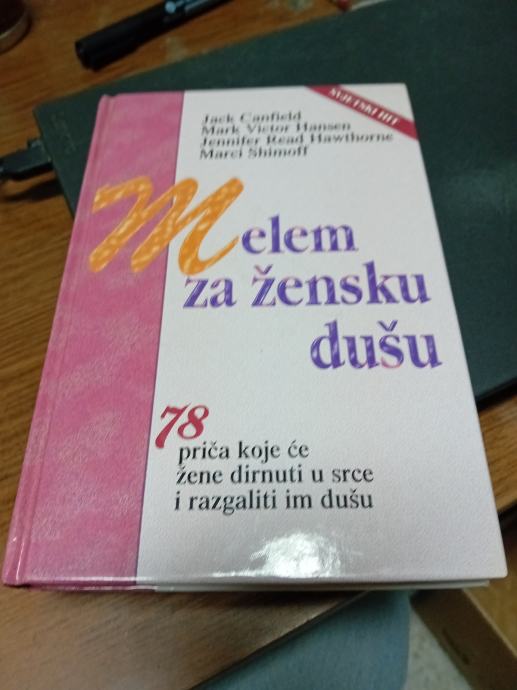 Jack Canfield
Mark Victor Hansen
Jennifer Read Hawthorne
Marci Shimoff
SVJETSKI HIT
Melem
za žensku
dušu
78
priča koje će
žene dirnuti u srce
i razgaliti im dušu